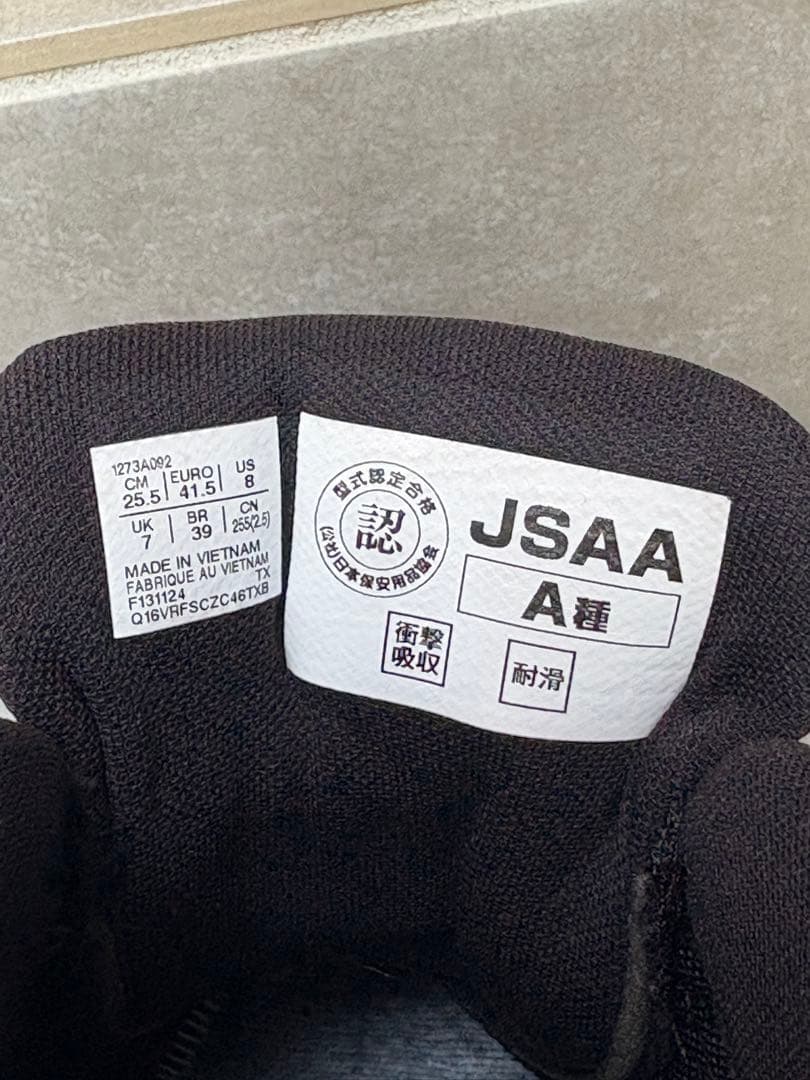 1273A092
CM 25.5 EURO 41.5 US 8
UK 7 BR 39 CN 255(2.5)
MADE IN VIETNAM
FABRIQUE AU VIETNAM
F131124 TX
Q16VRFSCZC46TXB
型式認定合格
認
(公社)日本保安用品協会
JSAA
A種
衝撃
吸収
耐滑